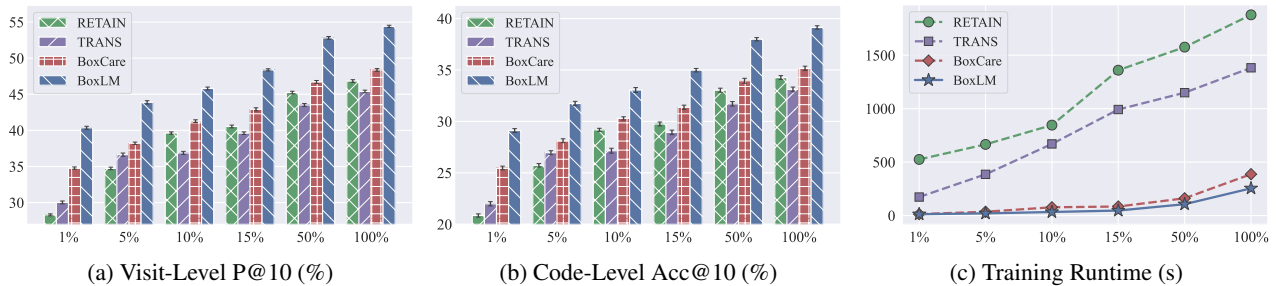 55
50
45
40
35
30
RETAIN
TRANS
BoxCare
BoxLM
1% 5% 10% 15% 50% 100%
(a) Visit-Level P@10 (%)
40
35
30
25
20
RETAIN
TRANS
BoxCare
BoxLM
1% 5% 10% 15% 50% 100%
(b) Code-Level Acc@10 (%)
1500
1000
500
0
RETAIN
TRANS
BoxCare
BoxLM
1% 5% 10% 15% 50% 100%
(c) Training Runtime (s)